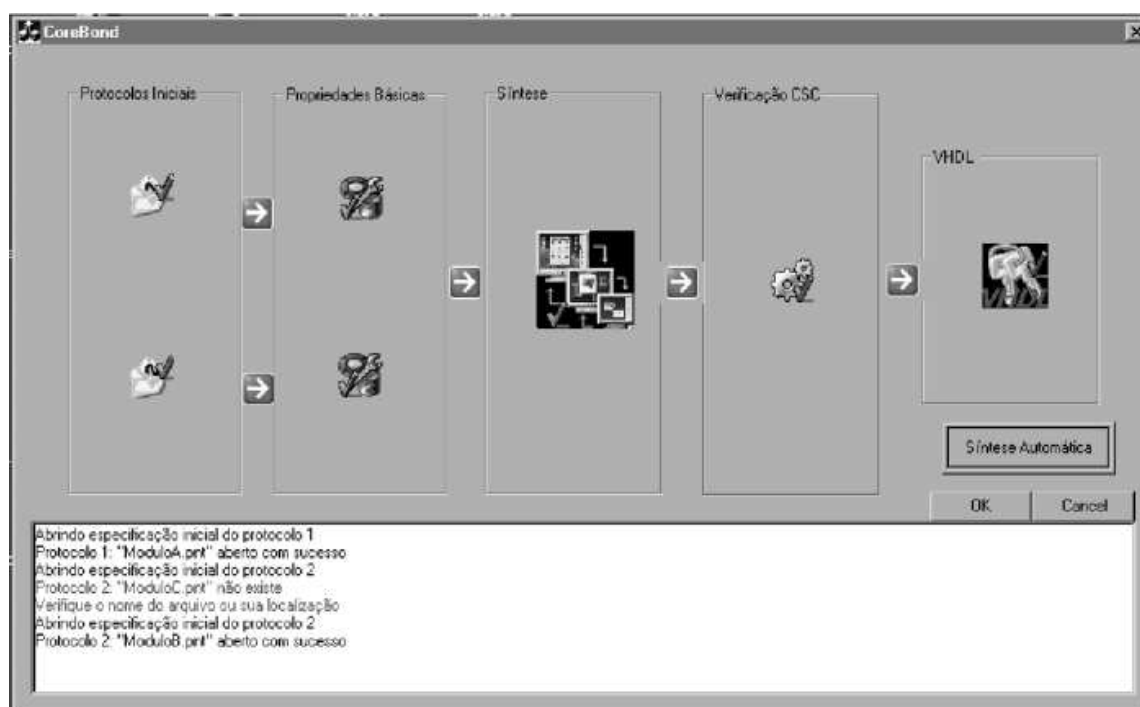 CoreBond
Protocolos Iniciais
Propriedades Básicas
Síntese
Verificação CSC
VHDL
VHDL
Síntese Automática
OK
Cancel
Abrindo especificação inicial do protocolo 1
Protocolo 1: "ModuloA.pnt" aberto com sucesso
Abrindo especificação inicial do protocolo 2
Protocolo 2: "ModuloC.pnt" não existe
Verifique o nome do arquivo ou sua localização
Abrindo especificação inicial do protocolo 2
Protocolo 2: "ModuloB.pnt" aberto com sucesso